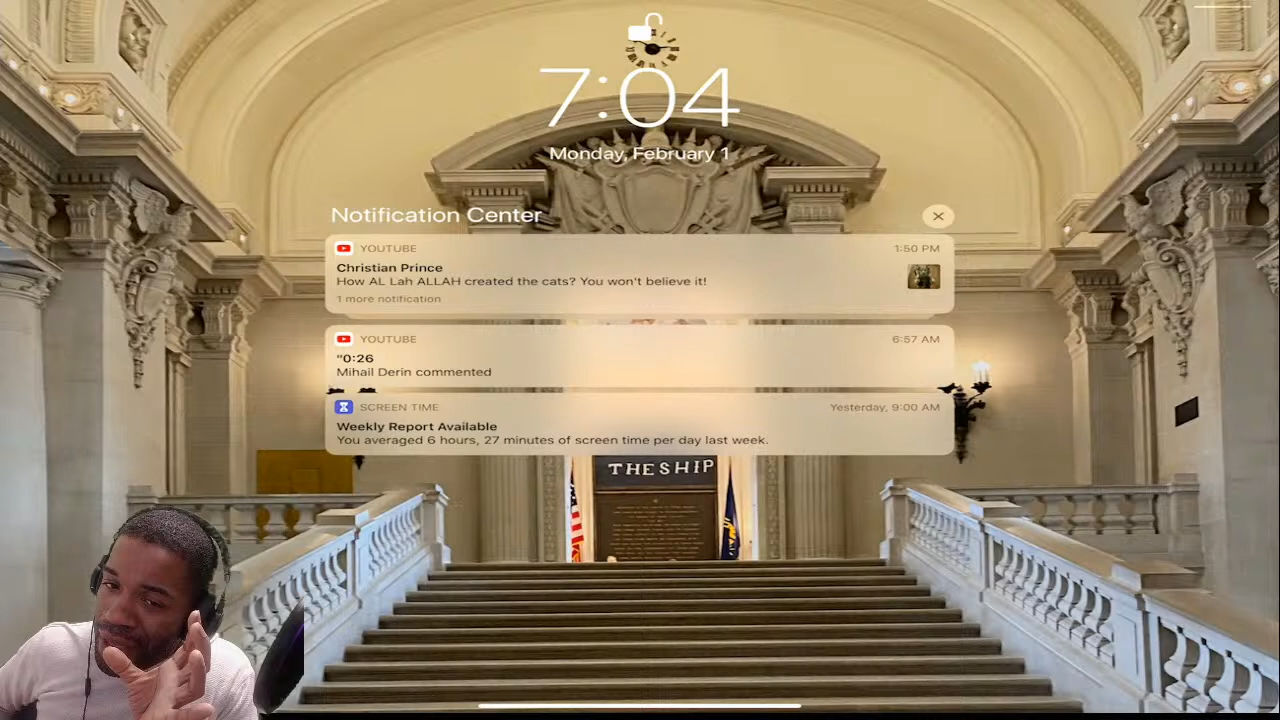 7:04
Monday, February 1
Notification Center
YOUTUBE 1:50 PM
Christian Prince
How AL Lah ALLAH created the cats? You won't believe it!
1 more notification
YOUTUBE 6:57 AM
"0:26
Mihail Derin commented
SCREEN TIME Yesterday, 9:00 AM
Weekly Report Available
You averaged 6 hours, 27 minutes of screen time per day last week.
THE SHIP